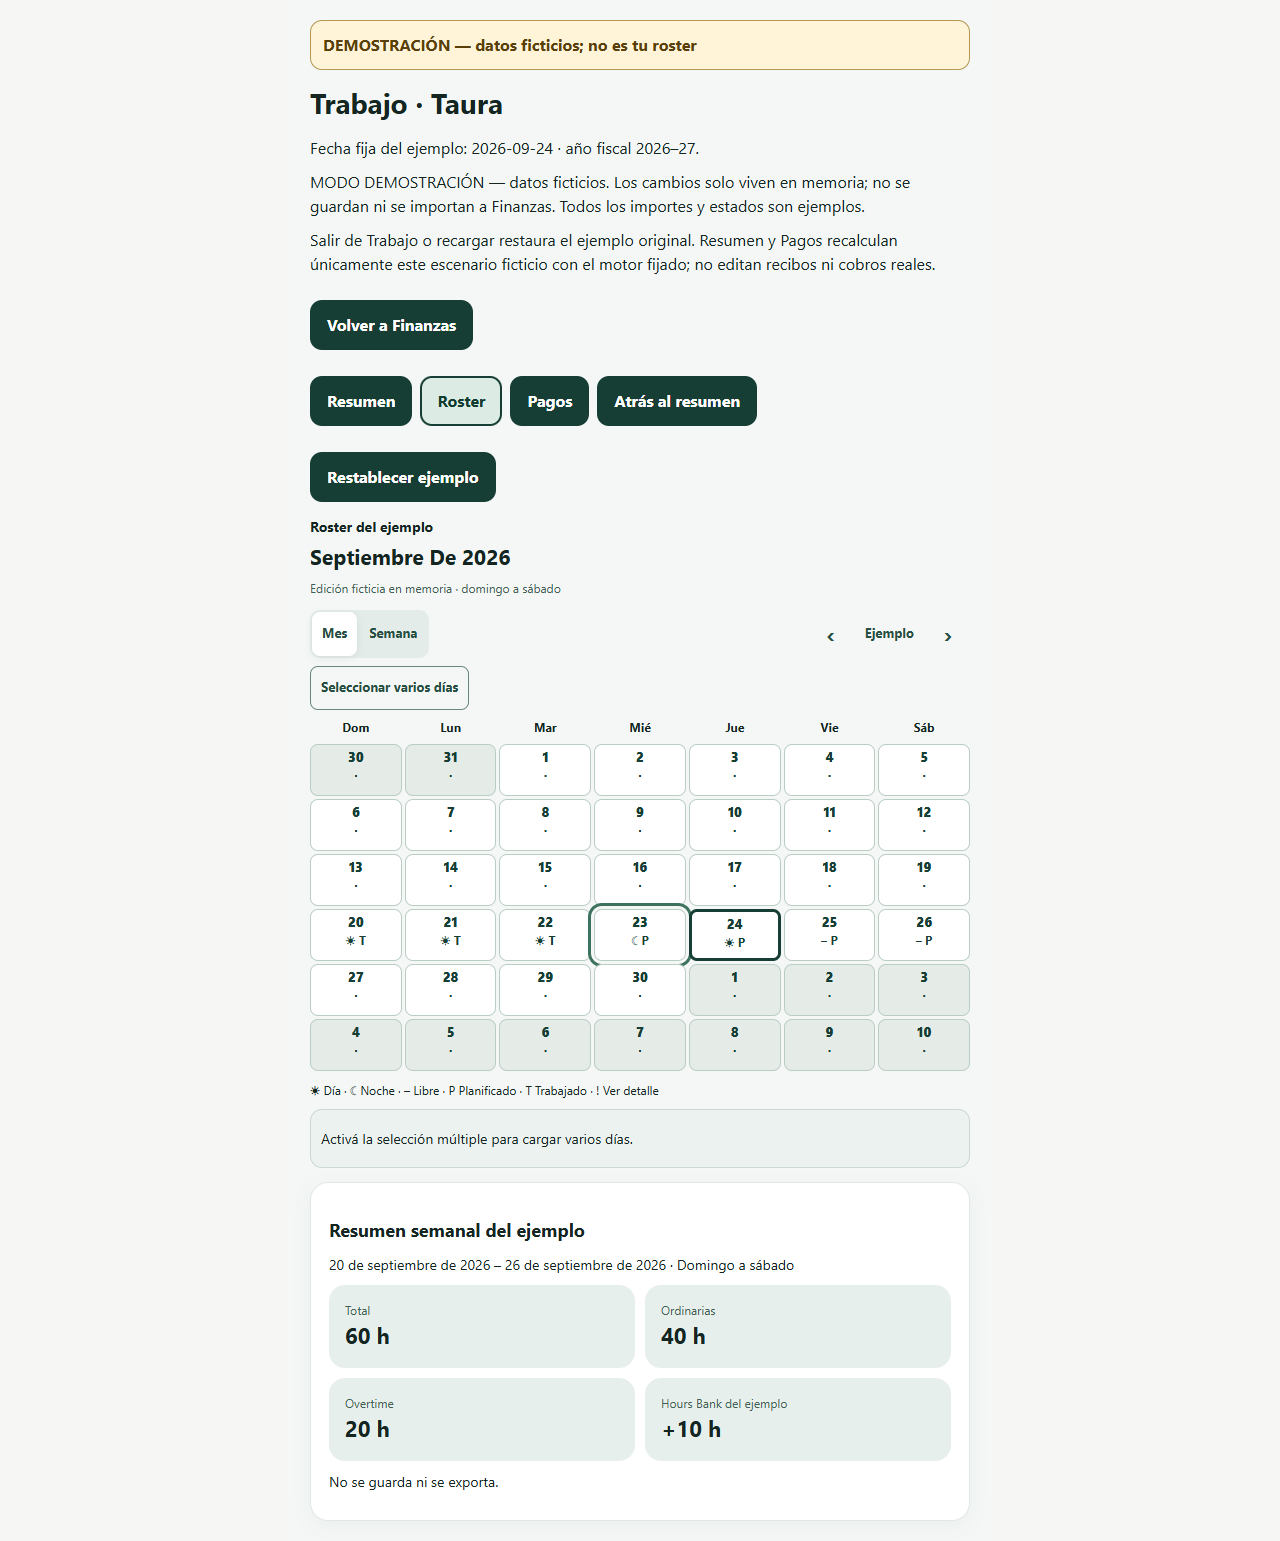 DEMOSTRACIÓN — datos ficticios; no es tu roster
Trabajo · Taura
Fecha fija del ejemplo: 2026-09-24 · año fiscal 2026–27.
MODO DEMOSTRACIÓN — datos ficticios. Los cambios solo viven en memoria; no se
guardan ni se importan a Finanzas. Todos los importes y estados son ejemplos.
Salir de Trabajo o recargar restaura el ejemplo original. Resumen y Pagos recalculan
únicamente este escenario ficticio con el motor fijado; no editan recibos ni cobros reales.
Volver a Finanzas
Resumen Roster Pagos Atrás al resumen
Restablecer ejemplo
Roster del ejemplo
Septiembre De 2026
Edición ficticia en memoria · domingo a sábado
Mes Semana ‹ Ejemplo ›
Seleccionar varios días
Dom Lun Mar Mié Jue Vie Sáb
30 31 1 2 3 4 5
· · · · · · ·
6 7 8 9 10 11 12
· · · · · · ·
13 14 15 16 17 18 19
· · · · · · ·
20 21 22 23 24 25 26
☀ T ☀ T ☀ T ☾ P ☀ P – P – P
27 28 29 30 1 2 3
· · · · · · ·
4 5 6 7 8 9 10
· · · · · · ·
☀ Día · ☾ Noche · – Libre · P Planificado · T Trabajado · ! Ver detalle
Activá la selección múltiple para cargar varios días.
Resumen semanal del ejemplo
20 de septiembre de 2026 – 26 de septiembre de 2026 · Domingo a sábado
Total Ordinarias
60 h 40 h
Overtime Hours Bank del ejemplo
20 h +10 h
No se guarda ni se exporta.